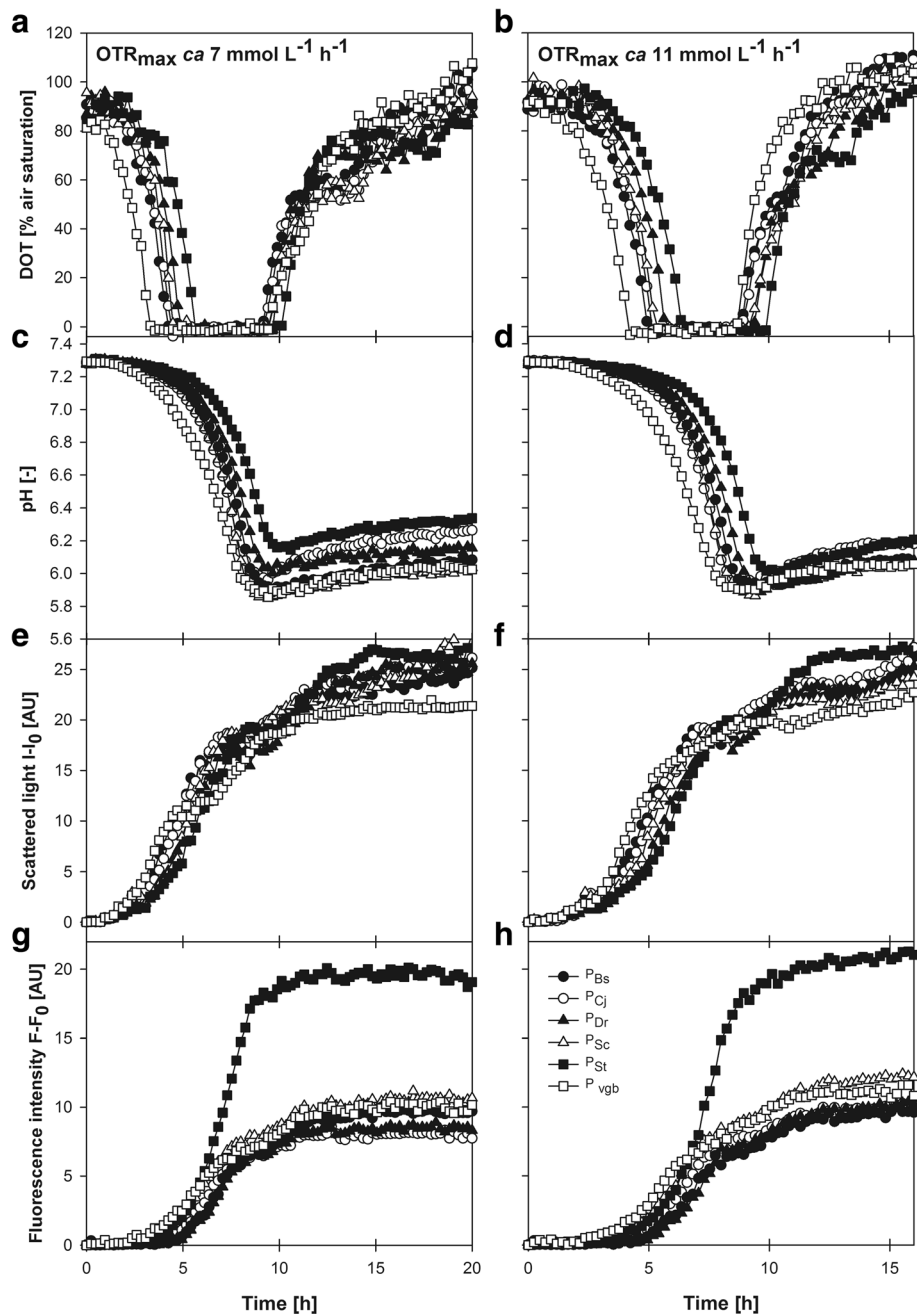 a
b
OTRmax ca 7 mmol L-1 h-1
OTRmax ca 11 mmol L-1 h-1
DOT [% air saturation]
120
100
80
60
40
20
0
c
d
pH [-]
7.4
7.2
7.0
6.8
6.6
6.4
6.2
6.0
5.8
5.6
e
f
Scattered light I-I0 [AU]
25
20
15
10
5
0
g
h
Fluorescence intensity F-F0 [AU]
20
15
10
5
0
PBs
PCj
PDr
PSc
PSt
Pvgb
0 5 10 15 20
0 5 10 15
Time [h]
Time [h]